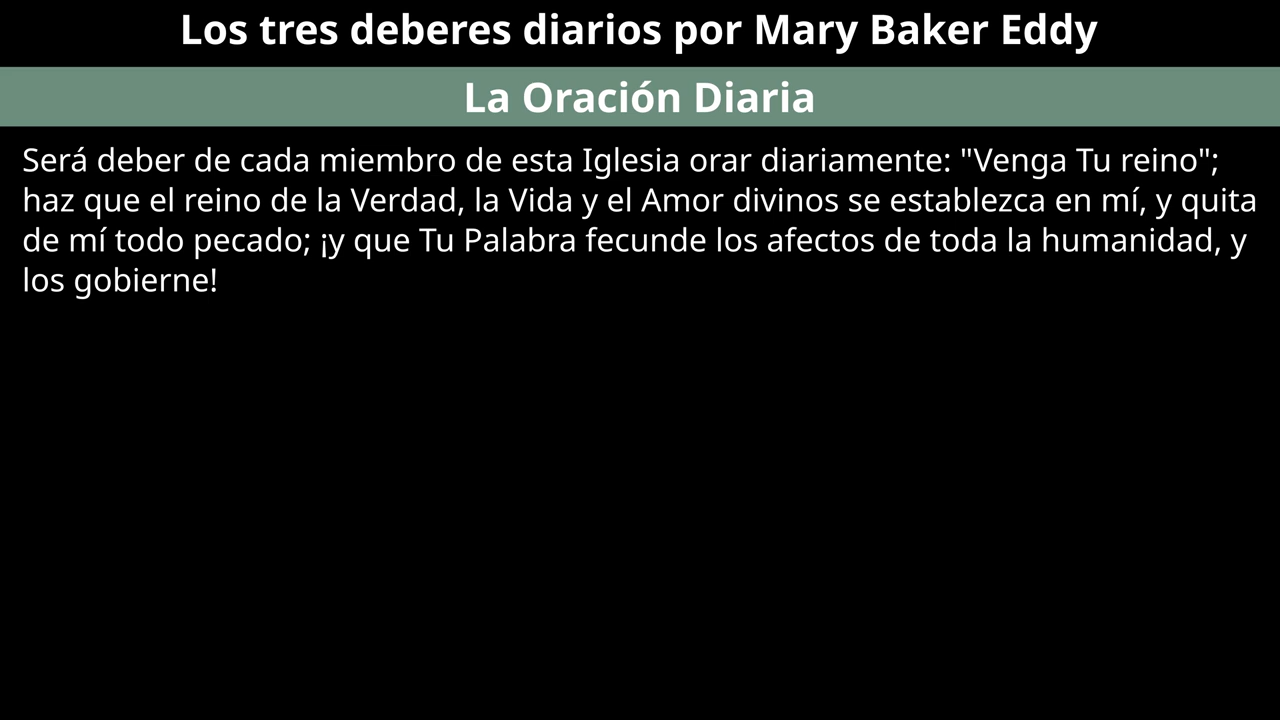 Los tres deberes diarios por Mary Baker Eddy
La Oración Diaria
Será deber de cada miembro de esta Iglesia orar diariamente: "Venga Tu reino";
haz que el reino de la Verdad, la Vida y el Amor divinos se establezca en mí, y quita
de mí todo pecado; ¡y que Tu Palabra fecunde los afectos de toda la humanidad, y
los gobierne!